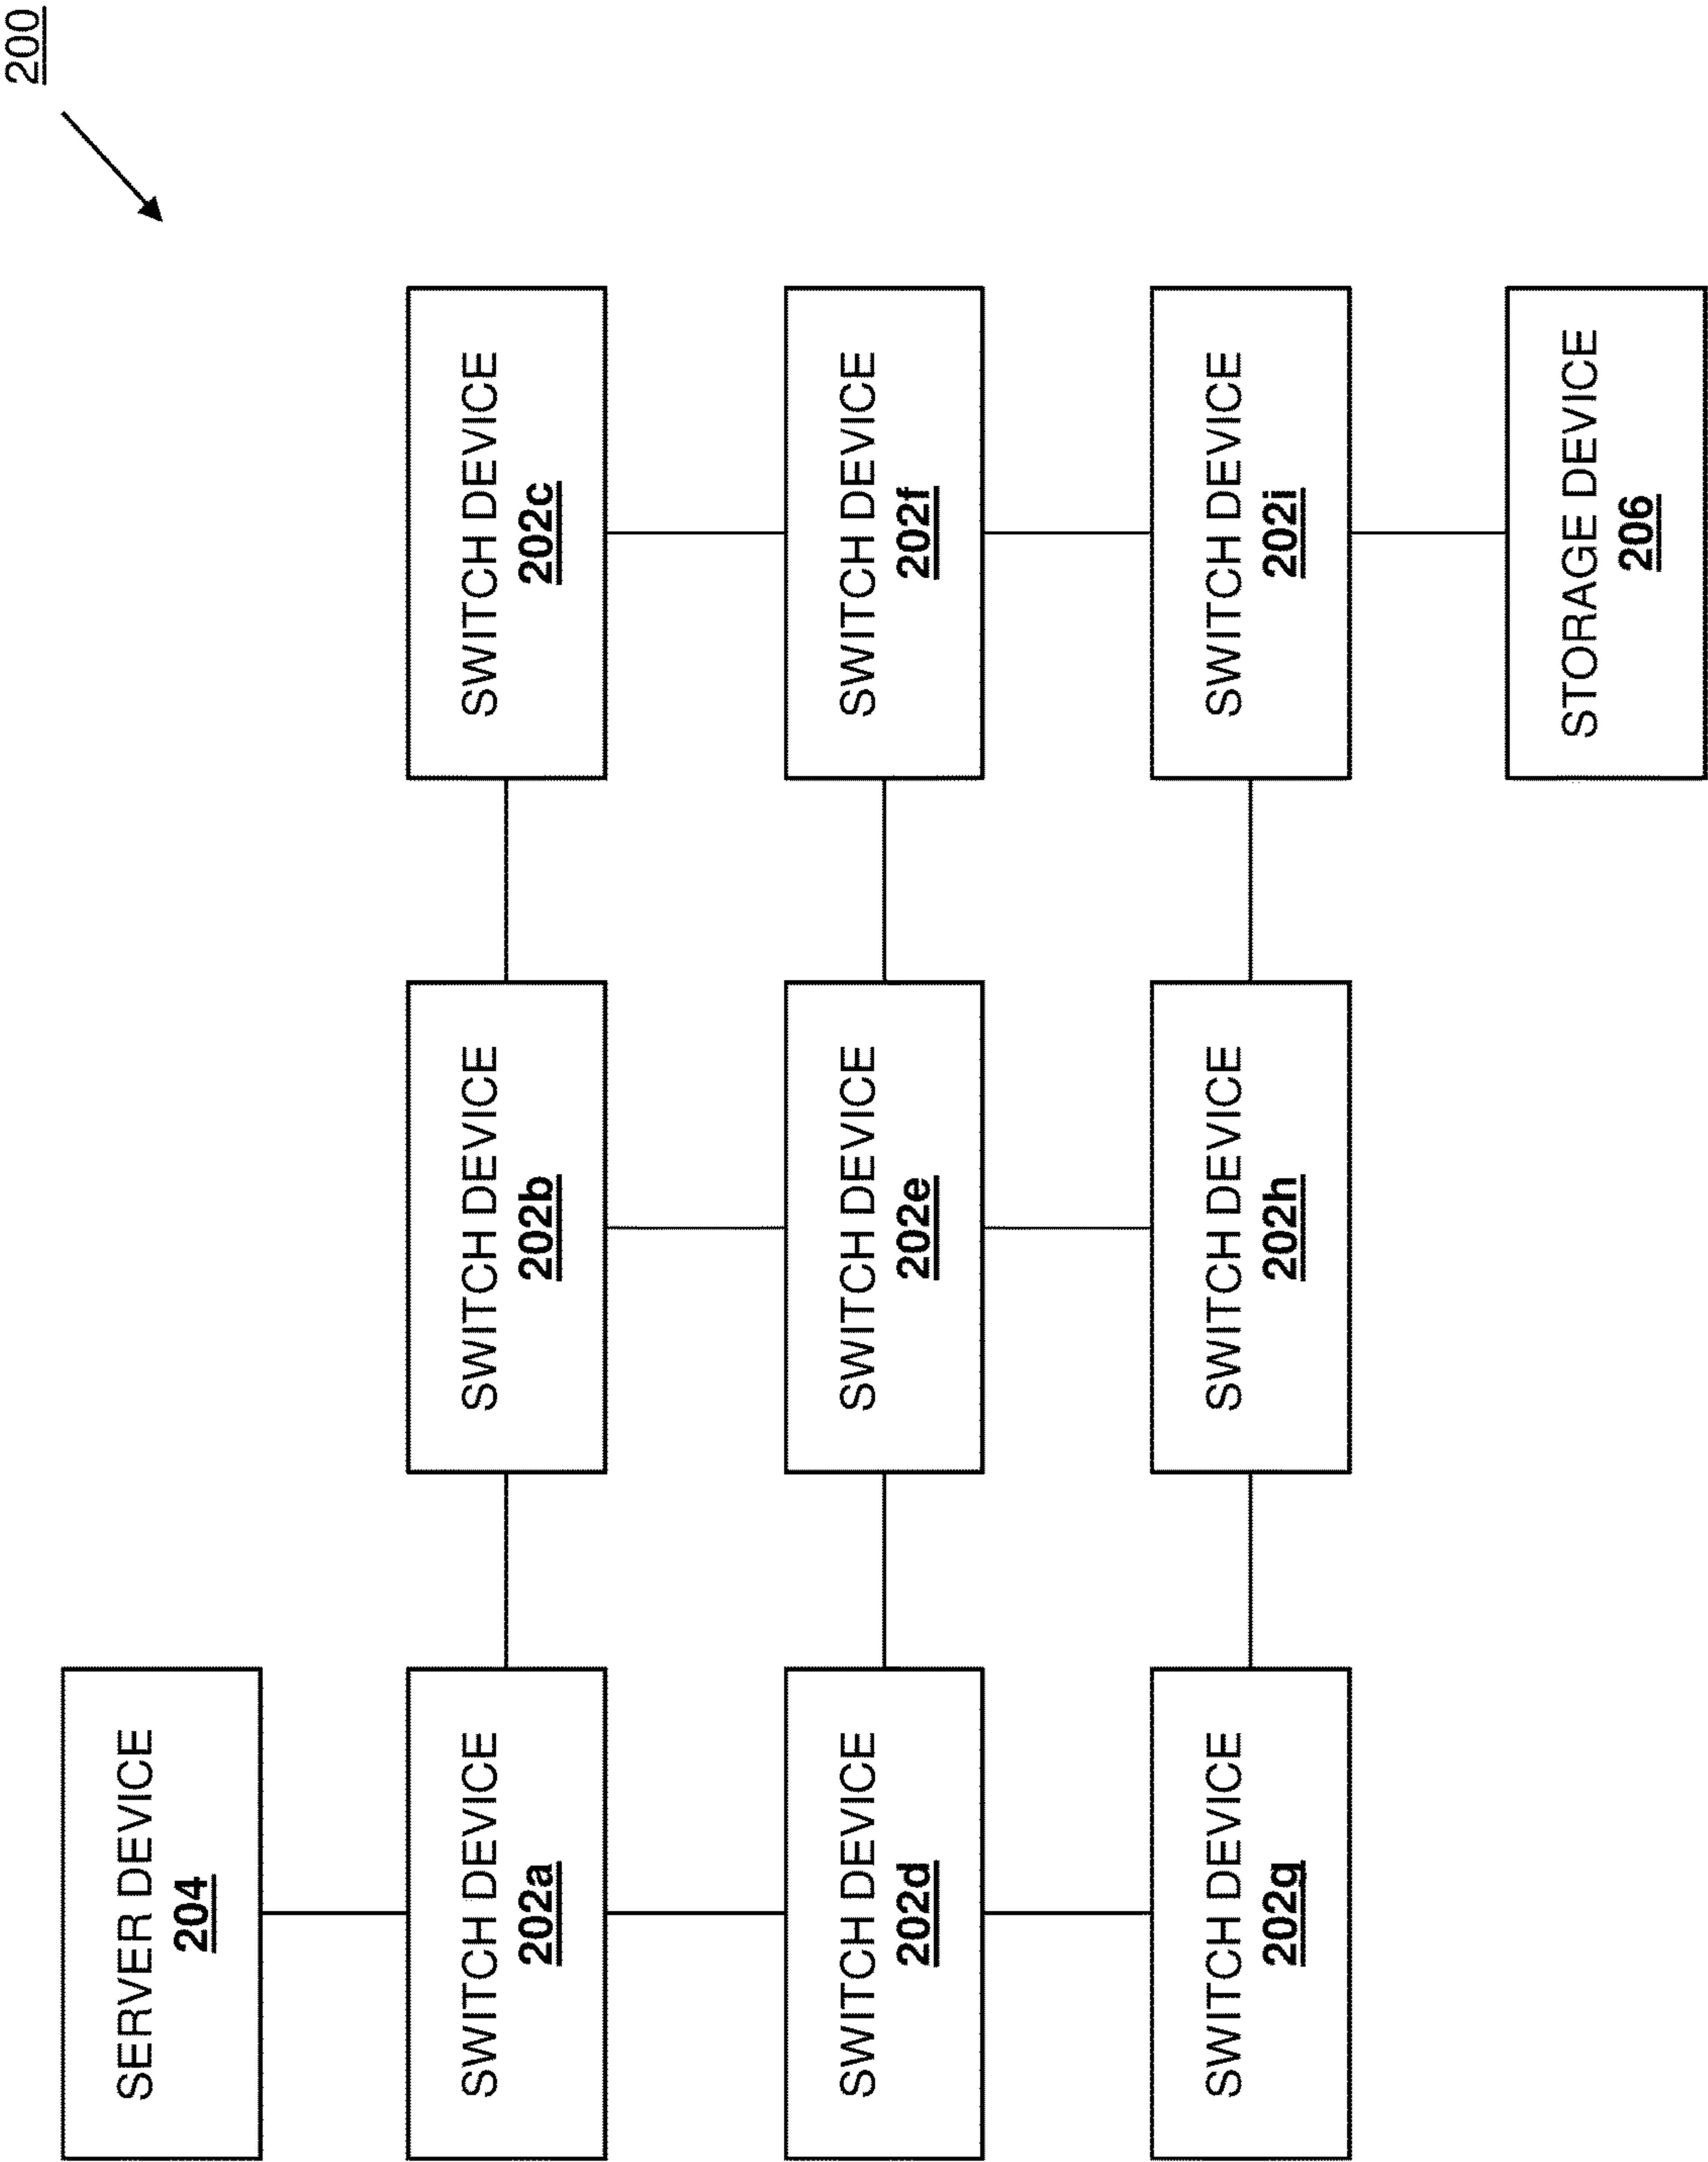 200
SERVER DEVICE
204
SWITCH DEVICE
202a
SWITCH DEVICE
202b
SWITCH DEVICE
202c
SWITCH DEVICE
202d
SWITCH DEVICE
202e
SWITCH DEVICE
202f
SWITCH DEVICE
202g
SWITCH DEVICE
202h
SWITCH DEVICE
202i
STORAGE DEVICE
206